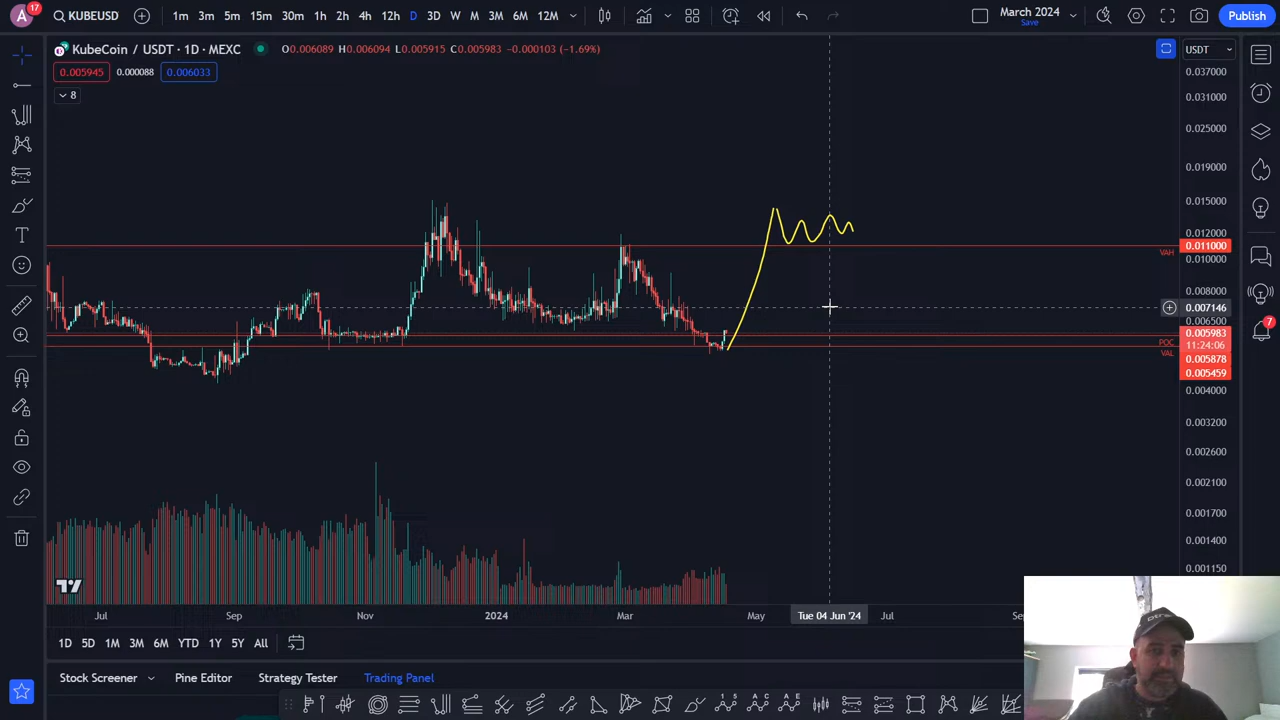 A 17 KUBEUSD 1m 3m 5m 15m 30m 1h 2h 4h 12h D 3D W M 3M 6M 12M March 2024 Save Publish
KubeCoin / USDT · 1D · MEXC O0.006089 H0.006094 L0.005915 C0.005983 −0.000103 (−1.69%) USDT
0.005945 0.000088 0.006033
8
0.037000
0.031000
0.025000
0.019000
0.015000
0.012000
VAH 0.011000
0.010000
0.008000
0.007146
0.006500
0.005983
POC 11:24:06
VAL 0.005878
0.005459
0.004000
0.003200
0.002600
0.002100
0.001700
0.001400
0.001150
7
Jul Sep Nov 2024 Mar May Tue 04 Jun '24 Jul
1D 5D 1M 3M 6M YTD 1Y 5Y All
Stock Screener Pine Editor Strategy Tester Trading Panel